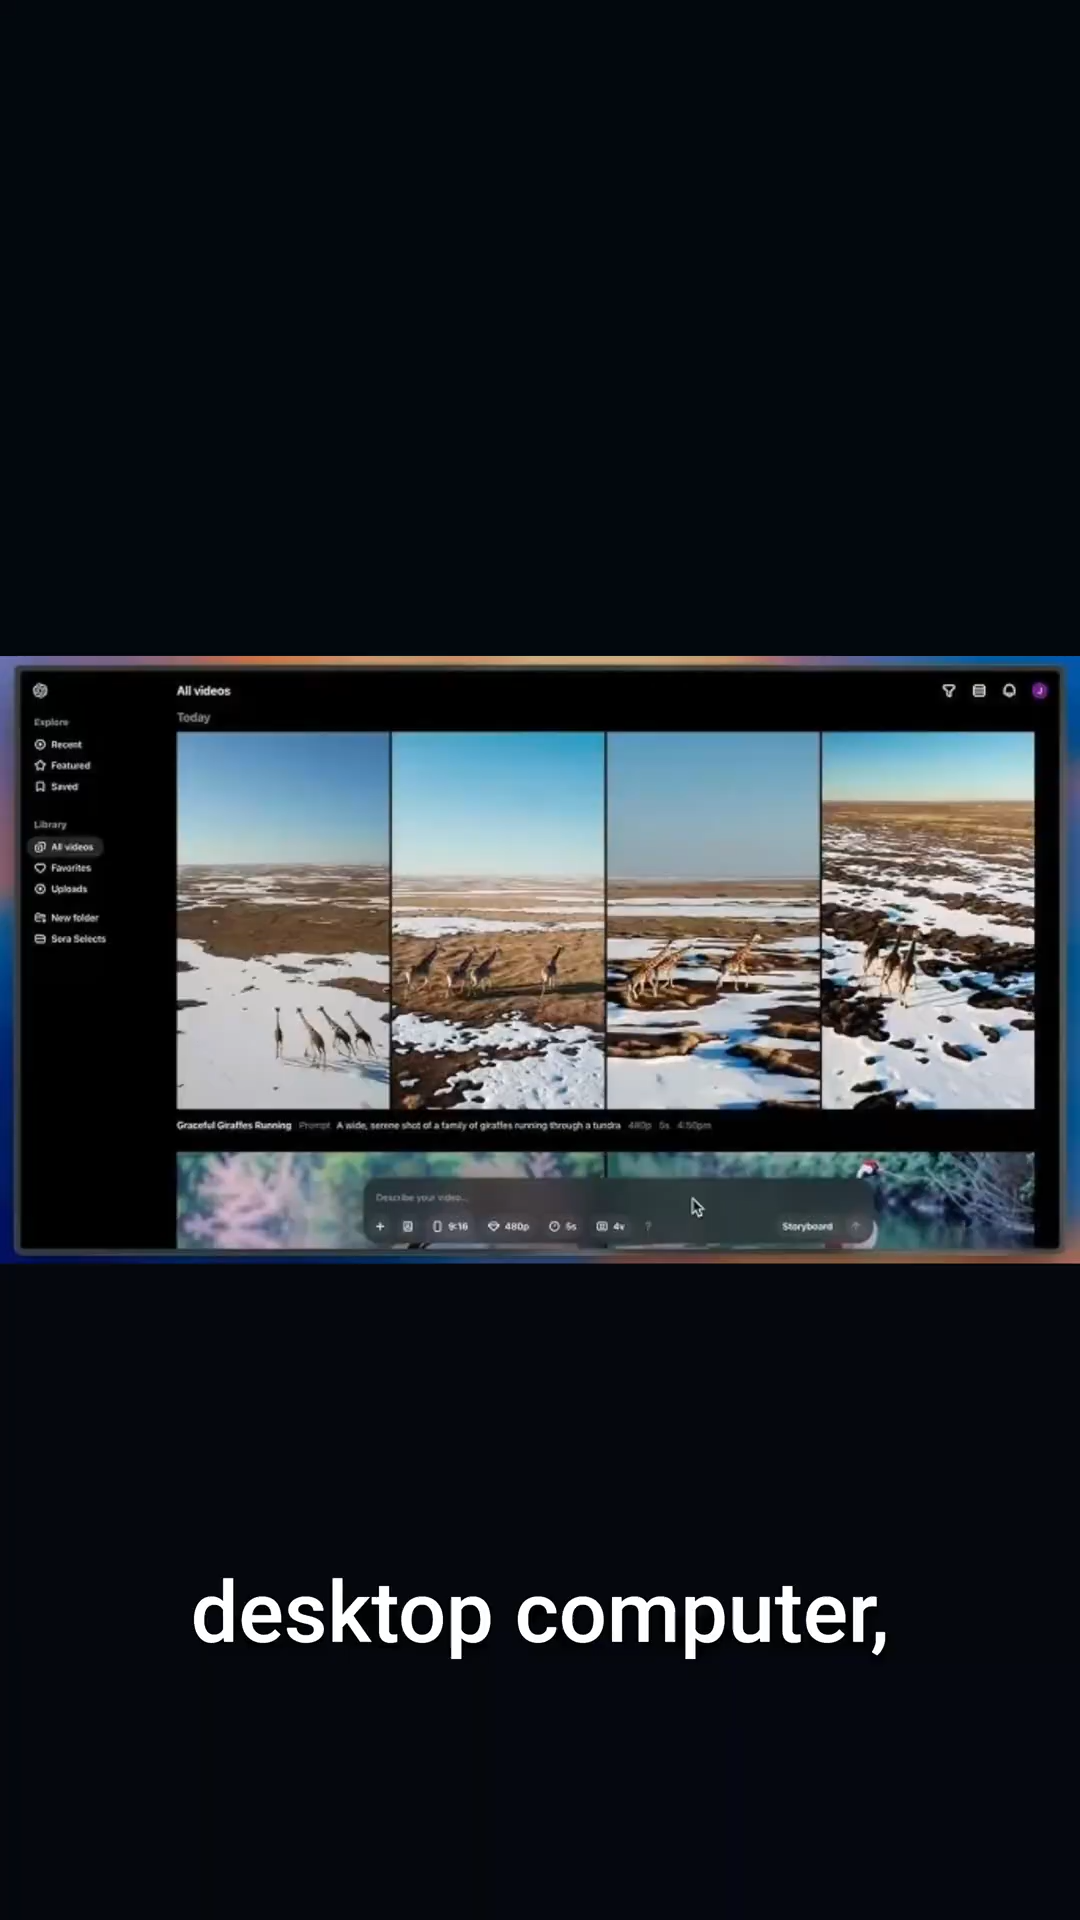 All videos
Today
Explore
Recent
Featured
Saved
Library
All videos
Favorites
Uploads
New folder
Sora Selects
J
Graceful Giraffes Running Prompt A wide, serene shot of a family of giraffes running through a tundra 480p 5s 4:50pm
Describe your video...
+ 9:16 480p 5s 4v ? Storyboard
desktop computer,